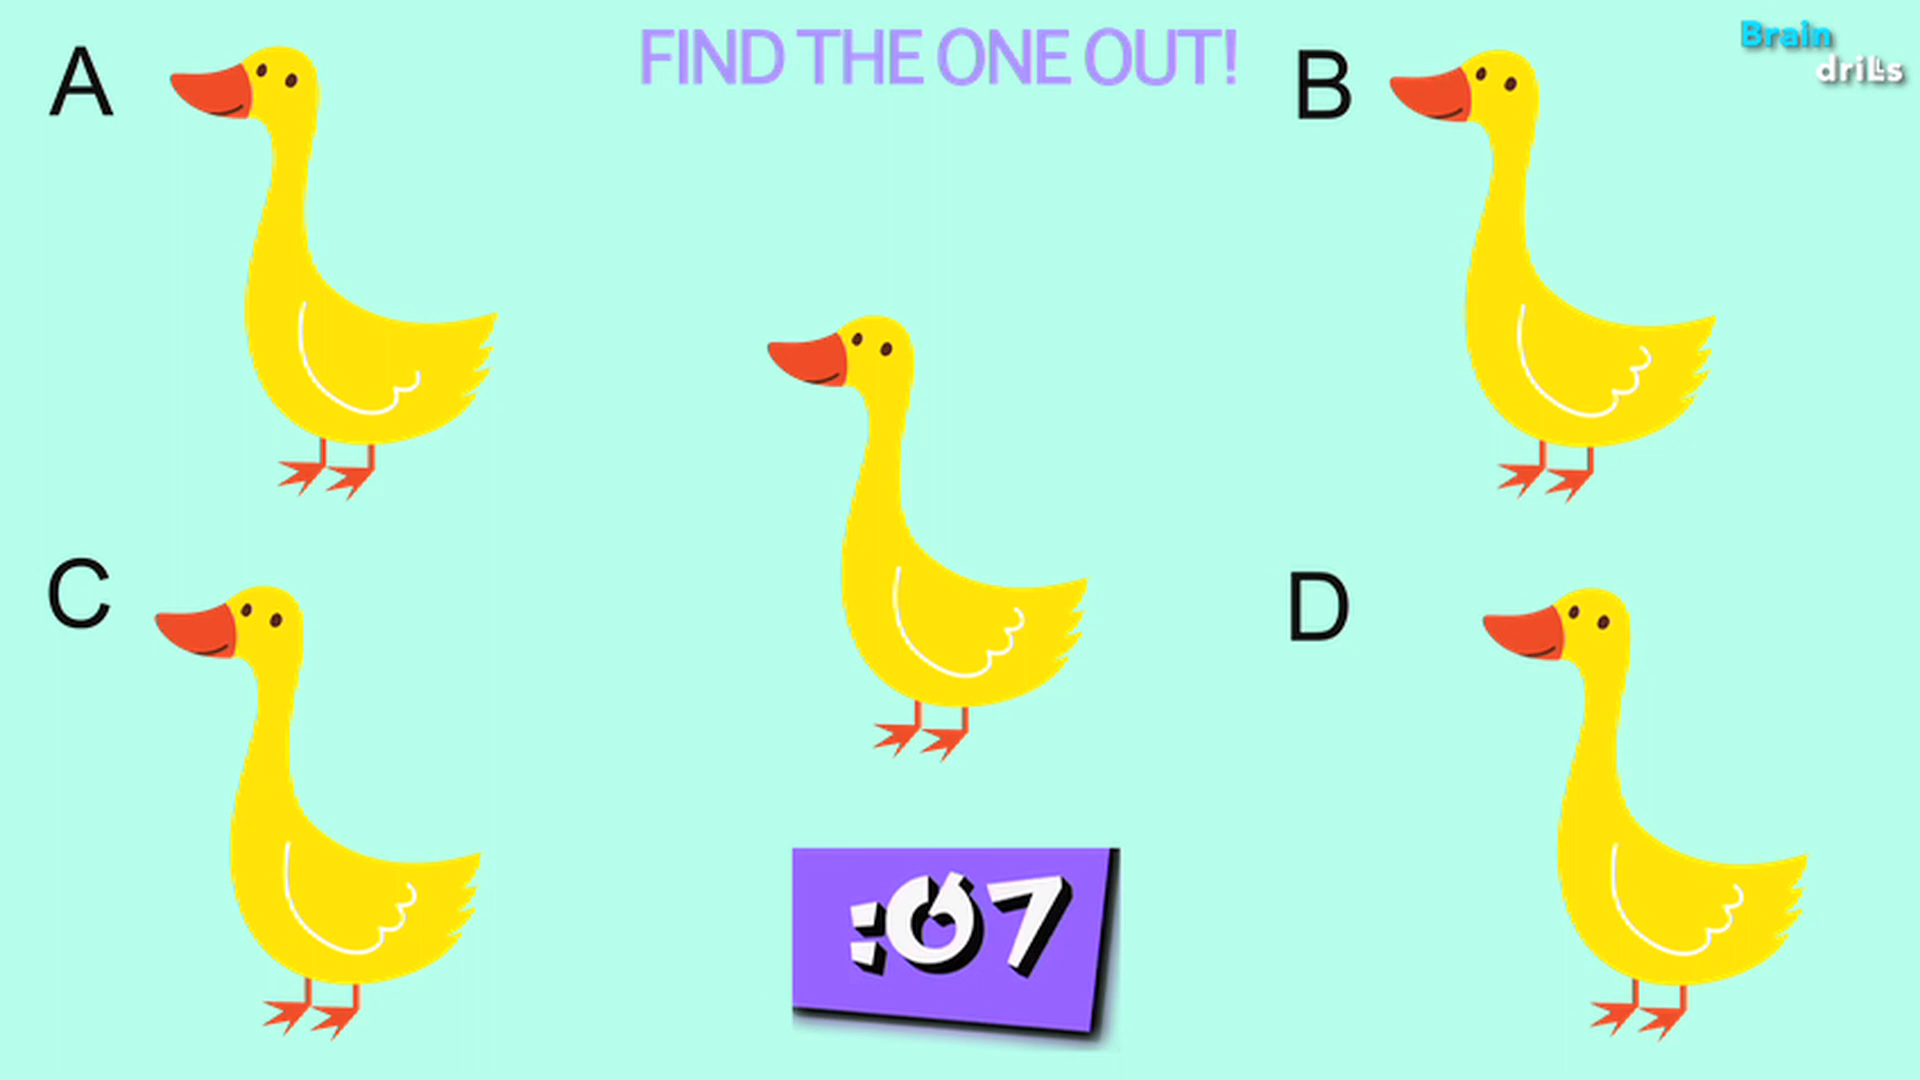 A
FIND THE ONE OUT!
B
Brain
drills
C
D
:07